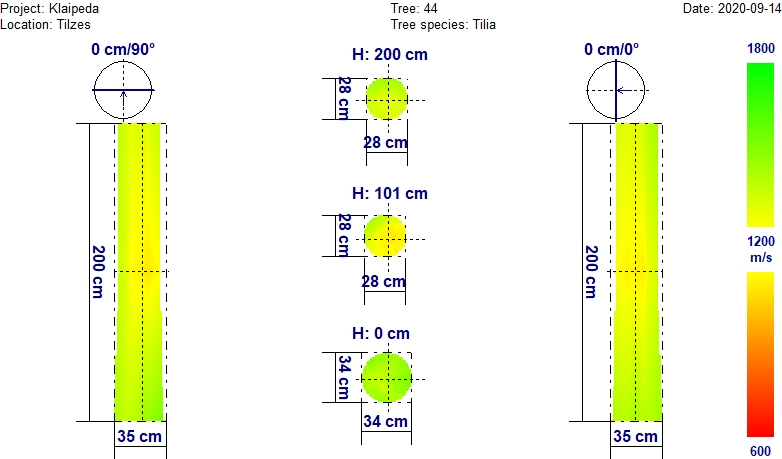 Project: Klaipeda
Tree: 44
Date: 2020-09-14
Location: Tilzes
Tree species: Tilia
0 cm/90°
H: 200 cm
0 cm/0°
1800
28 cm
28 cm
H: 101 cm
28 cm
28 cm
200 cm
200 cm
1200
m/s
H: 0 cm
34 cm
34 cm
35 cm
35 cm
600